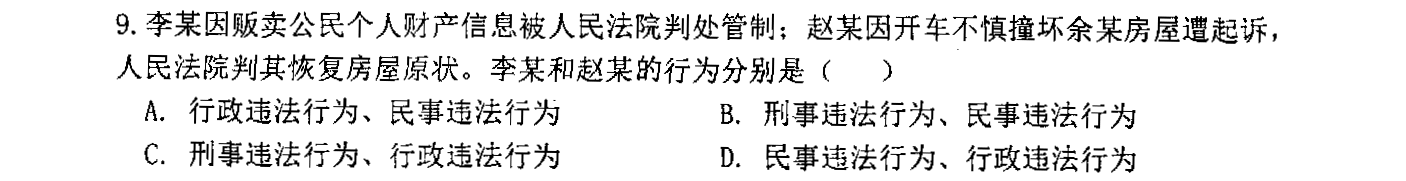 9. 李某因贩卖公民个人财产信息被人民法院判处管制；赵某因开车不慎撞坏余某房屋遭起诉，
人民法院判其恢复房屋原状。李某和赵某的行为分别是（　　）
A. 行政违法行为、民事违法行为　　B. 刑事违法行为、民事违法行为
C. 刑事违法行为、行政违法行为　　D. 民事违法行为、行政违法行为